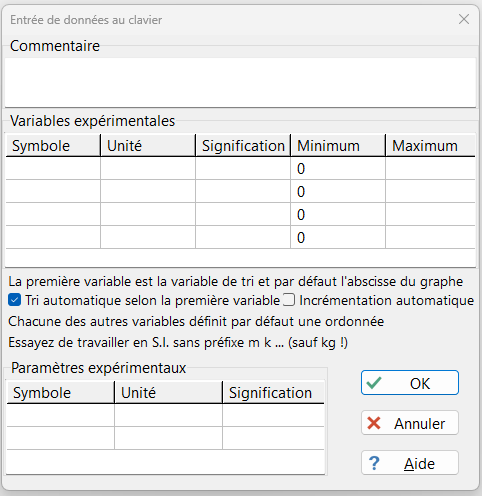 Entrée de données au clavier
Commentaire
Variables expérimentales
Symbole Unité Signification Minimum Maximum
0
0
0
0
La première variable est la variable de tri et par défaut l'abscisse du graphe
Tri automatique selon la première variable Incrémentation automatique
Chacune des autres variables définit par défaut une ordonnée
Essayez de travailler en S.I. sans préfixe m k ... (sauf kg !)
Paramètres expérimentaux
Symbole Unité Signification
OK
Annuler
? Aide